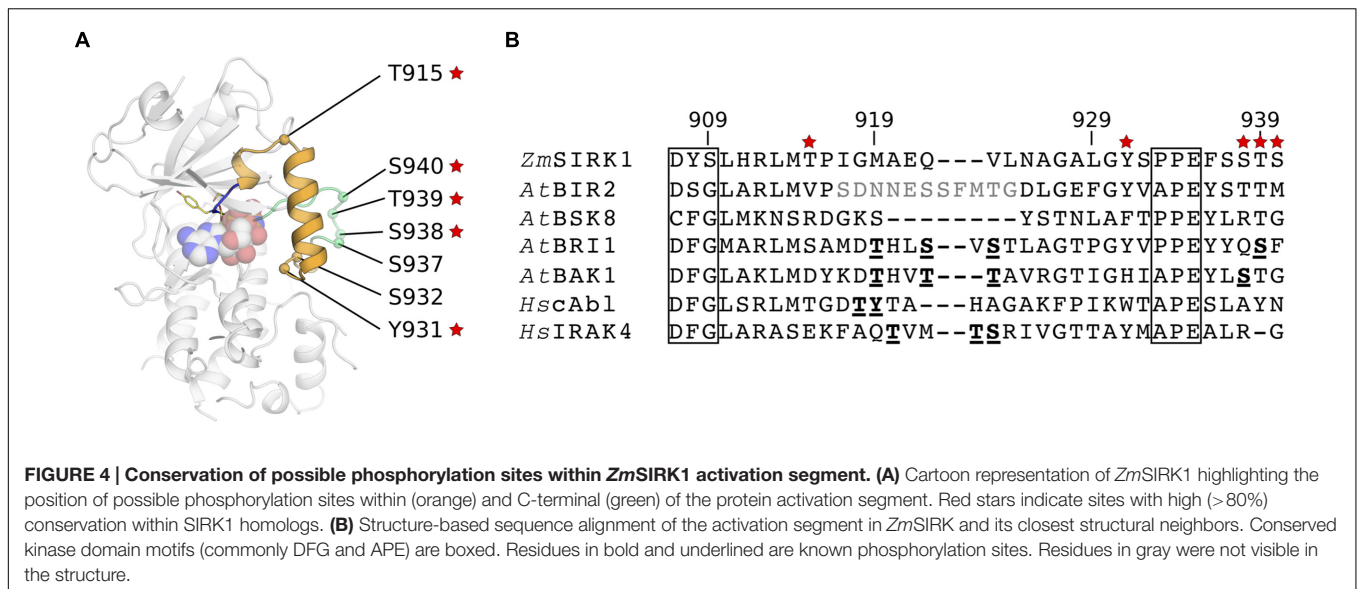 A
T915 ★
S940 ★
T939 ★
S938 ★
S937
S932
Y931 ★
B
909 919 929 939
ZmSIRK1 DYSLHRLMTPIGMAEQ---VLNAGALGYSPPEFSSTS
AtBIR2 DSGLARLMVPSDNNESSFMTGDLGEFGYVAPEYSTTM
AtBSK8 CFGLMKNSRDGKS--------YSTNLAFTPPEYLRTG
AtBRI1 DFGMARLMSAMDTHLS--VSTLAGTPGYVPPEYYQSF
AtBAK1 DFGLAKLMDYKDTHVT---TAVRGTIGHIAPEYLSTG
HscAbl DFGLSRLMTGDTYTA---HAGAKFPIKWTAPESLAYN
HsIRAK4 DFGLARASEKFAQTVM--TSRIVGTTAYMAPEALR-G
FIGURE 4 | Conservation of possible phosphorylation sites within ZmSIRK1 activation segment. (A) Cartoon representation of ZmSIRK1 highlighting the
position of possible phosphorylation sites within (orange) and C-terminal (green) of the protein activation segment. Red stars indicate sites with high (>80%)
conservation within SIRK1 homologs. (B) Structure-based sequence alignment of the activation segment in ZmSIRK and its closest structural neighbors. Conserved
kinase domain motifs (commonly DFG and APE) are boxed. Residues in bold and underlined are known phosphorylation sites. Residues in gray were not visible in
the structure.